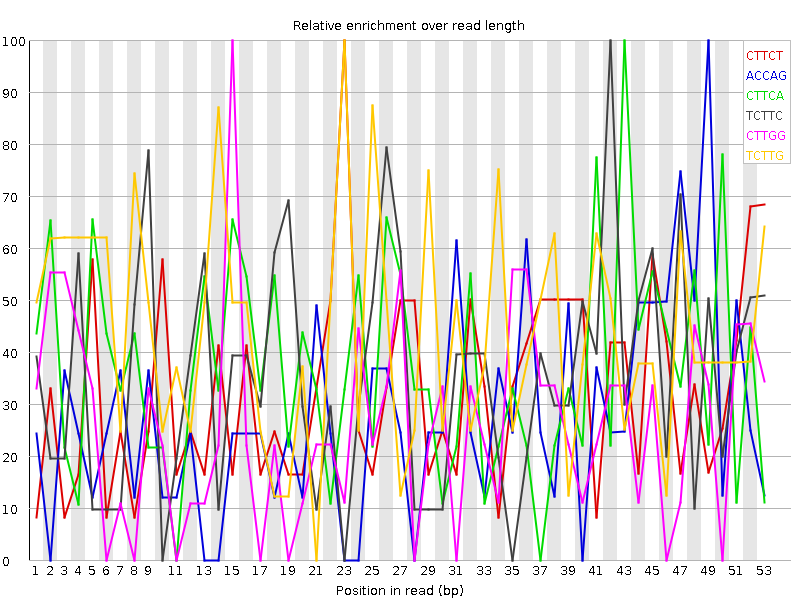 Relative enrichment over read length
100
90
80
70
60
50
40
30
20
10
0
CTTCT
ACCAG
CTTCA
TCTTC
CTTGG
TCTTG
1 2 3 4 5 6 7 8 9 11 13 15 17 19 21 23 25 27 29 31 33 35 37 39 41 43 45 47 49 51 53
Position in read (bp)